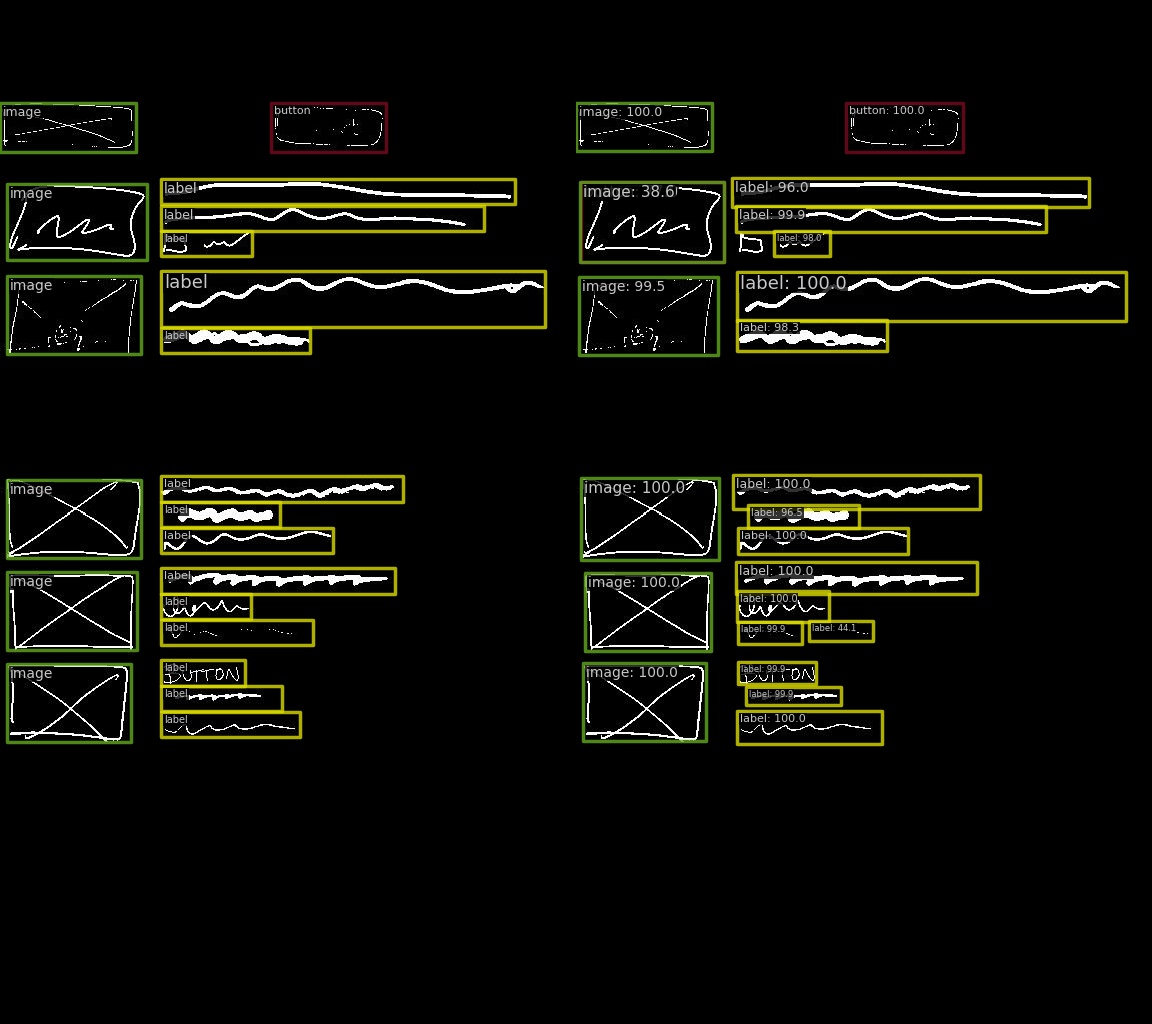 image button image: 100.0 button: 100.0
image label image: 38.6 label: 96.0
label label: 99.9
label label: 98.0
image label image: 99.5 label: 100.0
label label: 98.3
image label image: 100.0 label: 100.0
label label: 96.5
label label: 100.0
image label image: 100.0 label: 100.0
label label: 100.0
label label: 99.9 label: 44.1
image label image: 100.0 label: 99.9
BUTTON BUTTON
label label: 99.9
label label: 100.0